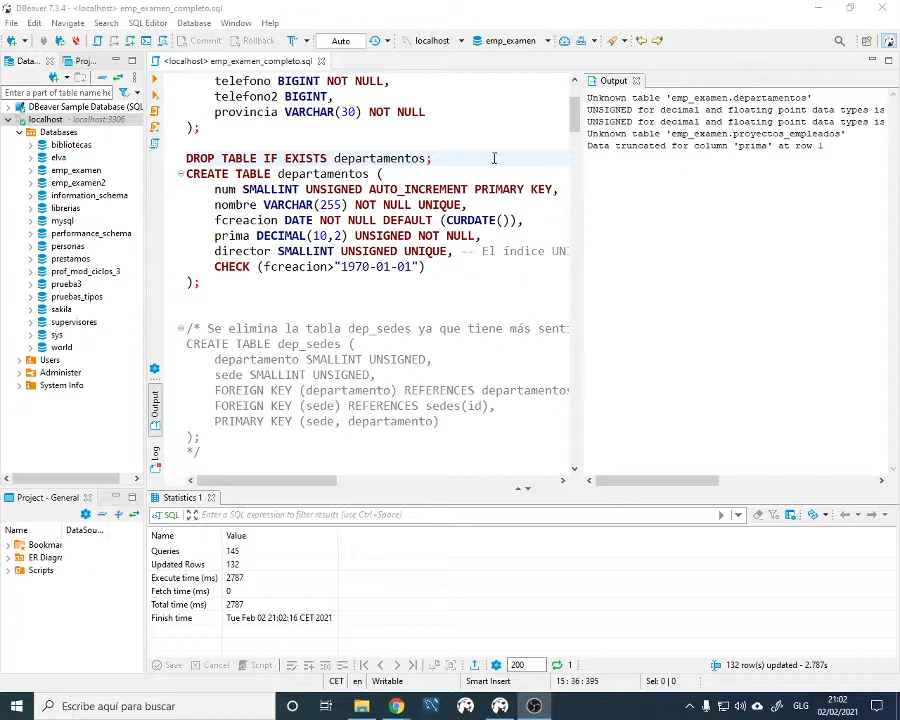 DBeaver 7.3.4 - <localhost> emp_examen_completo.sql
File Edit Navigate Search SQL Editor Database Window Help
Commit Rollback Auto localhost emp_examen
Data... Proj... <localhost> emp_examen_completo.sql Output
Enter a part of table name he
DBeaver Sample Database (SQL
localhost - localhost:3306
Databases
bibliotecas
elva
emp_examen
emp_examen2
information_schema
librerias
mysql
performance_schema
personas
prestamos
prof_mod_ciclos_3
prueba3
pruebas_tipos
sakila
supervisores
sys
world
Users
Administer
System Info
telefono BIGINT NOT NULL,
telefono2 BIGINT,
provincia VARCHAR(30) NOT NULL
);
DROP TABLE IF EXISTS departamentos;
CREATE TABLE departamentos (
num SMALLINT UNSIGNED AUTO_INCREMENT PRIMARY KEY,
nombre VARCHAR(255) NOT NULL UNIQUE,
fcreacion DATE NOT NULL DEFAULT (CURDATE()),
prima DECIMAL(10,2) UNSIGNED NOT NULL,
director SMALLINT UNSIGNED UNIQUE, -- El índice UNI
CHECK (fcreacion>"1970-01-01")
);
/* Se elimina la tabla dep_sedes ya que tiene más senti
CREATE TABLE dep_sedes (
departamento SMALLINT UNSIGNED,
sede SMALLINT UNSIGNED,
FOREIGN KEY (departamento) REFERENCES departamentos
FOREIGN KEY (sede) REFERENCES sedes(id),
PRIMARY KEY (sede, departamento)
);
*/
Output
Log
Unknown table 'emp_examen.departamentos'
UNSIGNED for decimal and floating point data types is
UNSIGNED for decimal and floating point data types is
Unknown table 'emp_examen.proyectos_empleados'
Data truncated for column 'prima' at row 1
Project - General
Name DataSou...
Bookmar
ER Diagra
Scripts
Statistics 1
SQL Enter a SQL expression to filter results (use Ctrl+Space)
Name Value
Queries 145
Updated Rows 132
Execute time (ms) 2787
Fetch time (ms) 0
Total time (ms) 2787
Finish time Tue Feb 02 21:02:16 CET 2021
Save Cancel Script 200 1 132 row(s) updated - 2.787s
CET en Writable Smart Insert 15 : 36 : 395 Sel: 0 | 0
Escribe aquí para buscar
GLG
21:02
02/02/2021